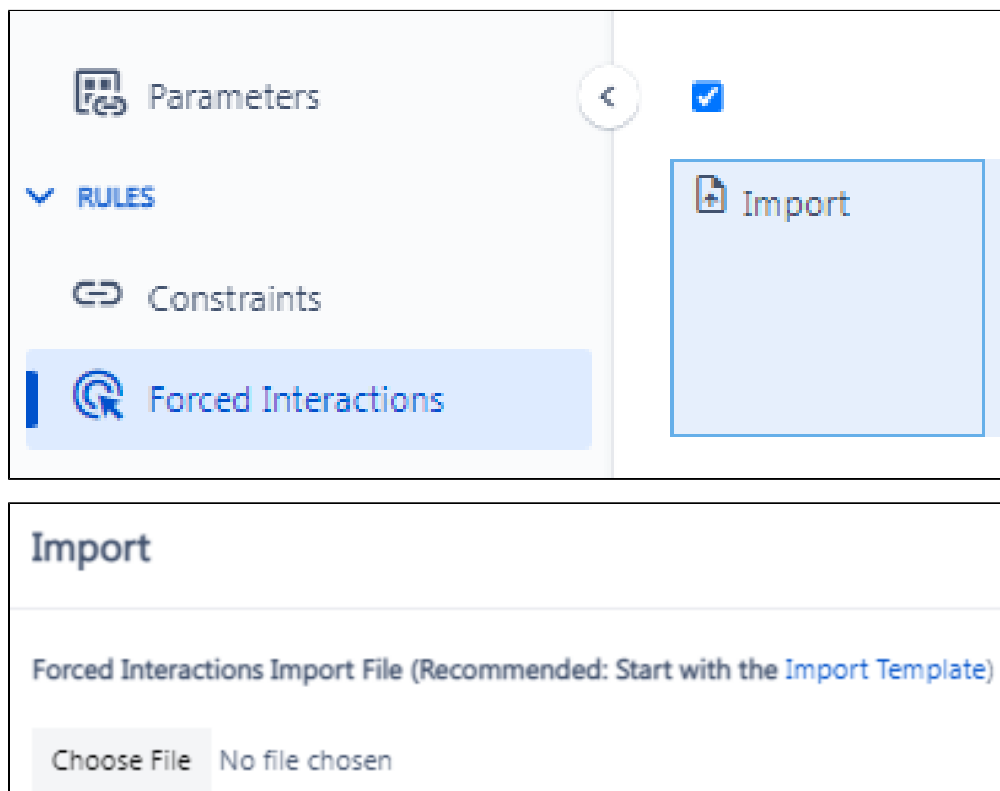 Parameters
RULES
Import
Constraints
Forced Interactions
Import
Forced Interactions Import File (Recommended: Start with the Import Template)
Choose File No file chosen